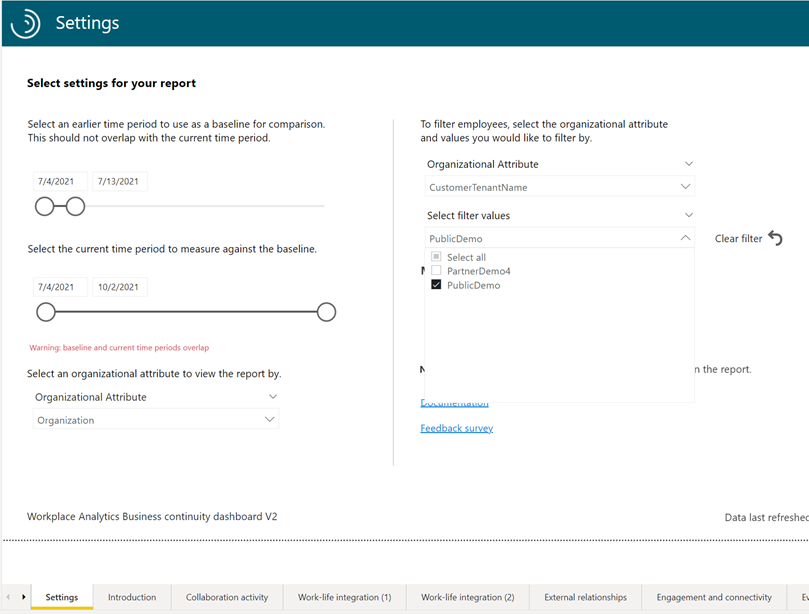 Settings
Select settings for your report
Select an earlier time period to use as a baseline for comparison.
This should not overlap with the current time period.
7/4/2021
7/13/2021
Select the current time period to measure against the baseline.
7/4/2021
10/2/2021
Warning: baseline and current time periods overlap
Select an organizational attribute to view the report by.
Organizational Attribute
Organization
To filter employees, select the organizational attribute
and values you would like to filter by.
Organizational Attribute
CustomerTenantName
Select filter values
PublicDemo
Clear filter
Select all
PartnerDemo4
PublicDemo
n the report.
Documentation
Feedback survey
Workplace Analytics Business continuity dashboard V2
Data last refreshed
Settings
Introduction
Collaboration activity
Work-life integration (1)
Work-life integration (2)
External relationships
Engagement and connectivity